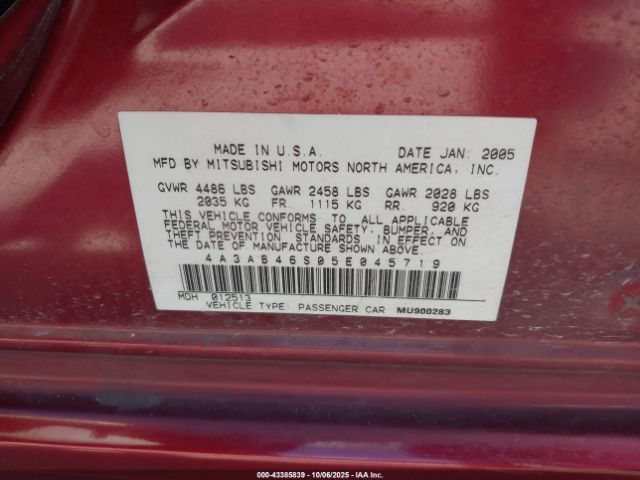 MADE IN U.S.A. DATE JAN. 2005
MFD BY MITSUBISHI MOTORS NORTH AMERICA, INC.
GVWR 4486 LBS GAWR 2458 LBS GAWR 2028 LBS
2035 KG FR. 1115 KG RR. 920 KG
THIS VEHICLE CONFORMS TO ALL APPLICABLE
FEDERAL MOTOR VEHICLE SAFETY, BUMPER, AND
THEFT PREVENTION STANDARDS IN EFFECT ON
THE DATE OF MANUFACTURE SHOWN ABOVE.
4A3AB46S05E045719
MDH 012513
VEHICLE TYPE: PASSENGER CAR MU900283
000-43385839 - 10/06/2025 - IAA Inc.